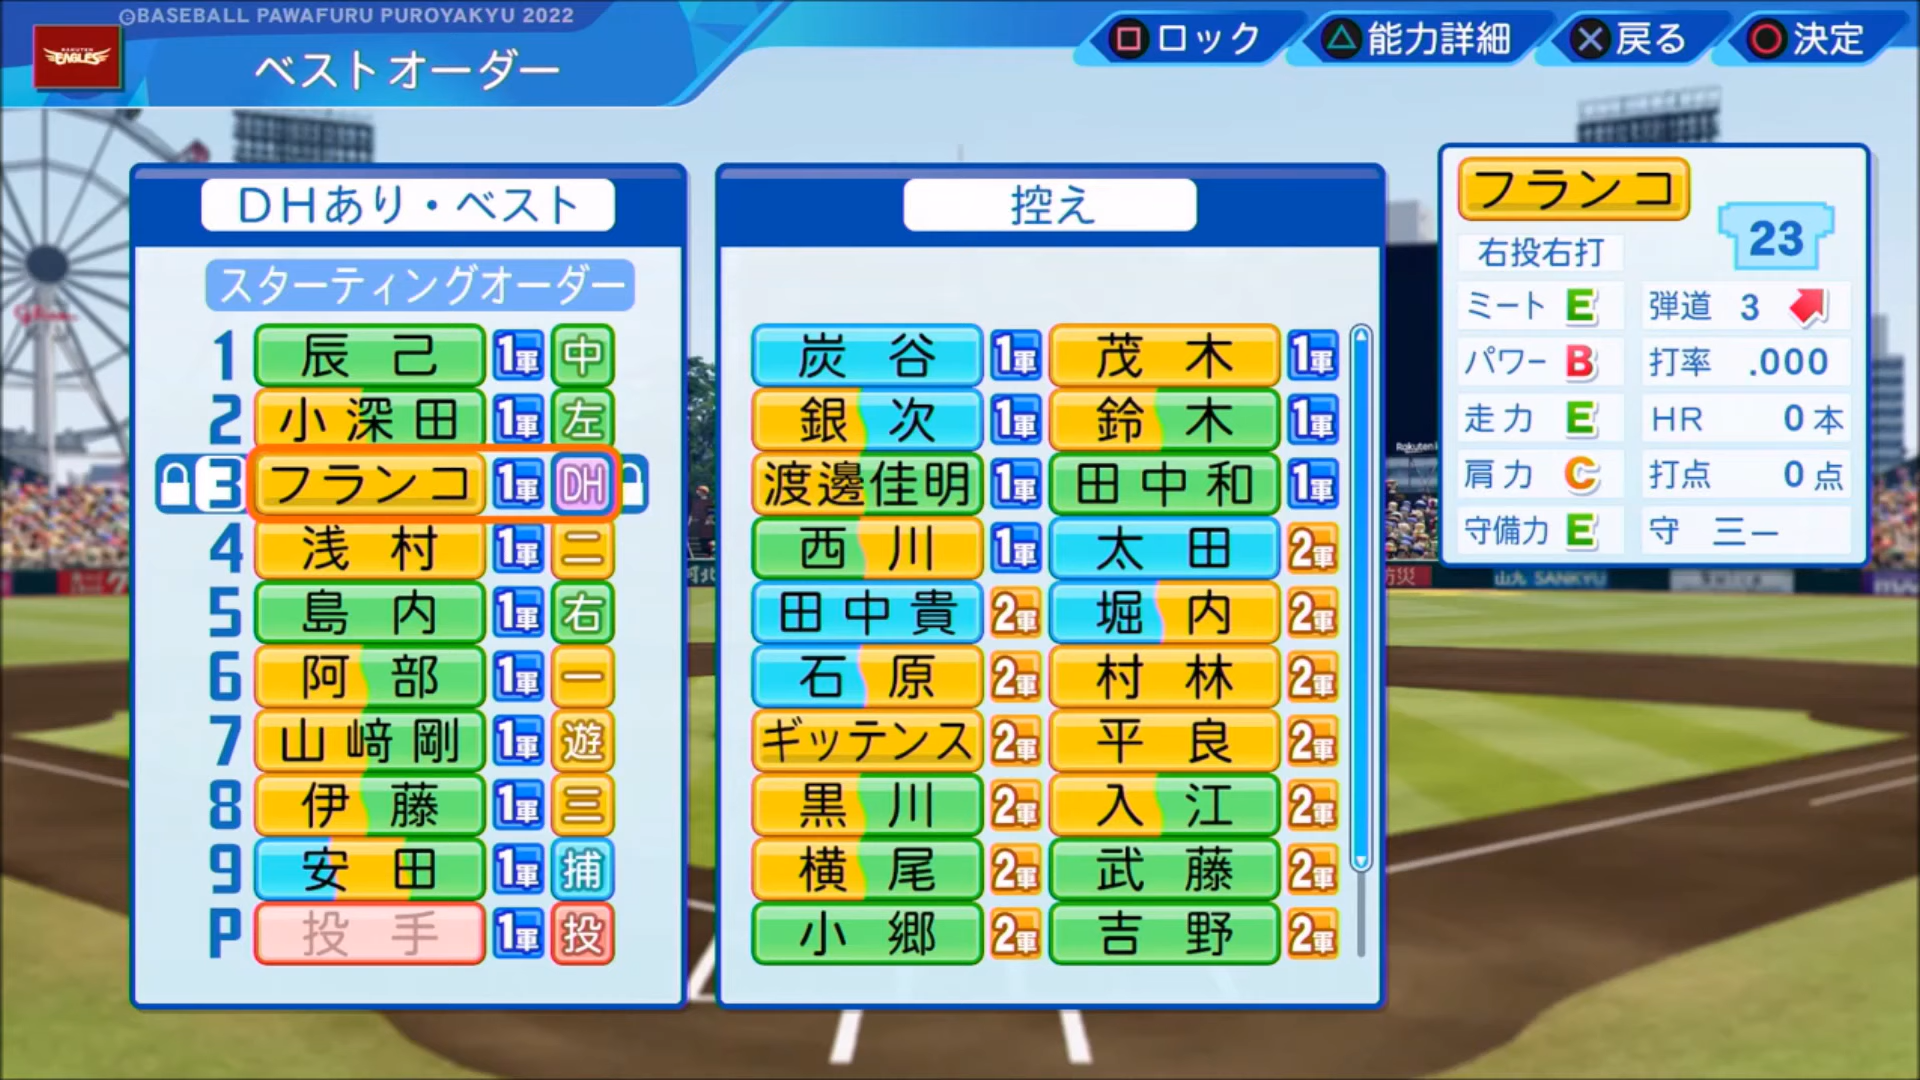 ©BASEBALL PAWAFURU PUROYAKYU 2022
RAKUTEN EAGLES
ベストオーダー
□ロック
△能力詳細
×戻る
○決定
DHあり・ベスト
スターティングオーダー
1 辰己 1軍 中
2 小深田 1軍 左
3 フランコ 1軍 DH
4 浅村 1軍 二
5 島内 1軍 右
6 阿部 1軍 一
7 山﨑剛 1軍 遊
8 伊藤 1軍 三
9 安田 1軍 捕
P 投手 1軍 投
控え
炭谷 1軍 茂木 1軍
銀次 1軍 鈴木 1軍
渡邊佳明 1軍 田中和 1軍
西川 1軍 太田 2軍
田中貴 2軍 堀内 2軍
石原 2軍 村林 2軍
ギッテンス 2軍 平良 2軍
黒川 2軍 入江 2軍
横尾 2軍 武藤 2軍
小郷 2軍 吉野 2軍
フランコ
23
右投右打
ミート E 弾道 3
パワー B 打率 .000
走力 E HR 0本
肩力 C 打点 0点
守備力 E 守 三一
Rakuten
防災
山九 SANKYU